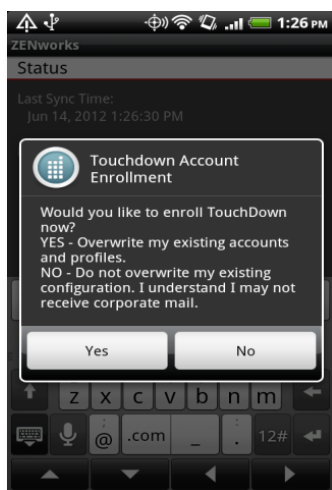 1:26 PM
ZENworks
Status
Last Sync Time:
Jun 14, 2012 1:26:30 PM
Touchdown Account
Enrollment
Would you like to enroll TouchDown
now?
YES - Overwrite my existing accounts
and profiles.
NO - Do not overwrite my existing
configuration. I understand I may not
receive corporate mail.
Yes No
z x c v b n m
@ .com _ . 12#